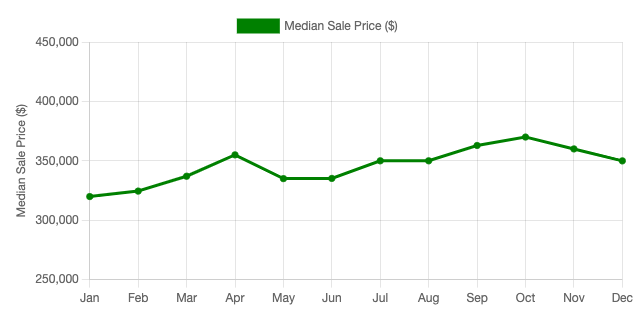 Median Sale Price ($)
Median Sale Price ($)
450,000
400,000
350,000
300,000
250,000
Jan Feb Mar Apr May Jun Jul Aug Sep Oct Nov Dec